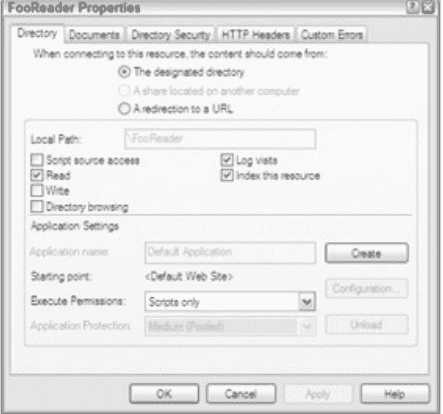 FooReader Properties
Directory Documents Directory Security HTTP Headers Custom Errors
When connecting to this resource, the content should come from:
The designated directory
A share located on another computer
A redirection to a URL
Local Path: \FooReader
Script source access Log visits
Read Index this resource
Write
Directory browsing
Application Settings
Application name: Default Application Create
Starting point: <Default Web Site>
Configuration...
Execute Permissions: Scripts only
Application Protection: Medium (Pooled) Unload
OK Cancel Apply Help